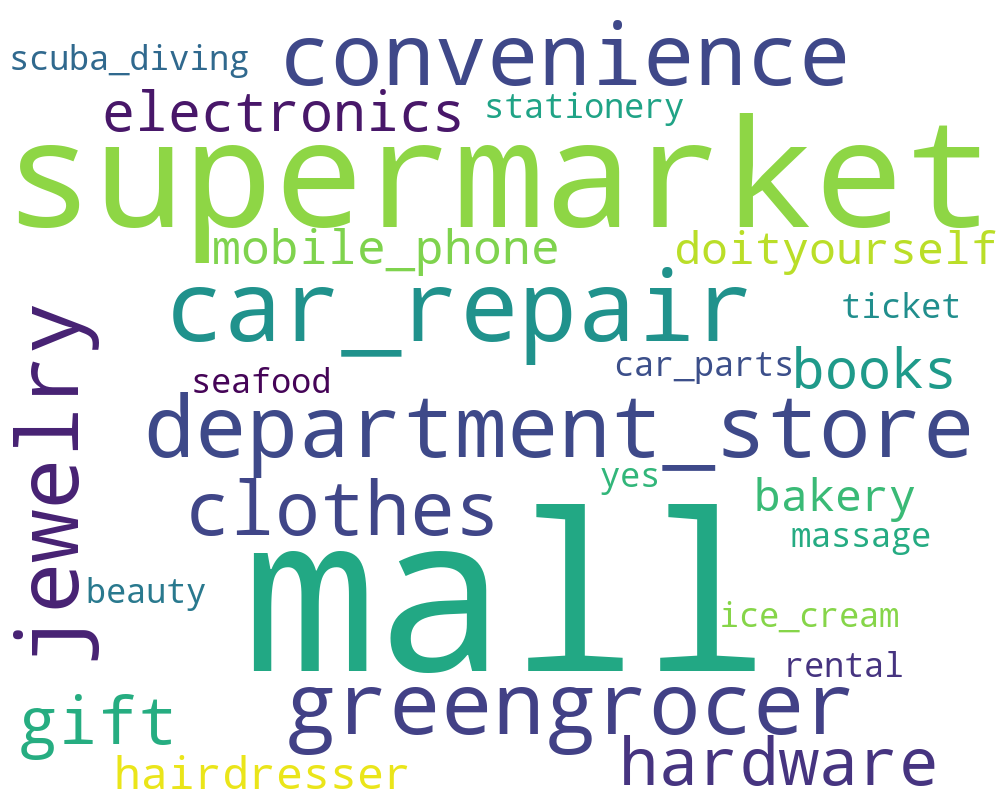 scuba_diving
convenience
electronics
stationery
supermarket
mobile_phone
doityourself
car_repair
ticket
jewelry
seafood
car_parts
books
department_store
yes
clothes
bakery
massage
mall
beauty
ice_cream
rental
gift
greengrocer
hairdresser
hardware